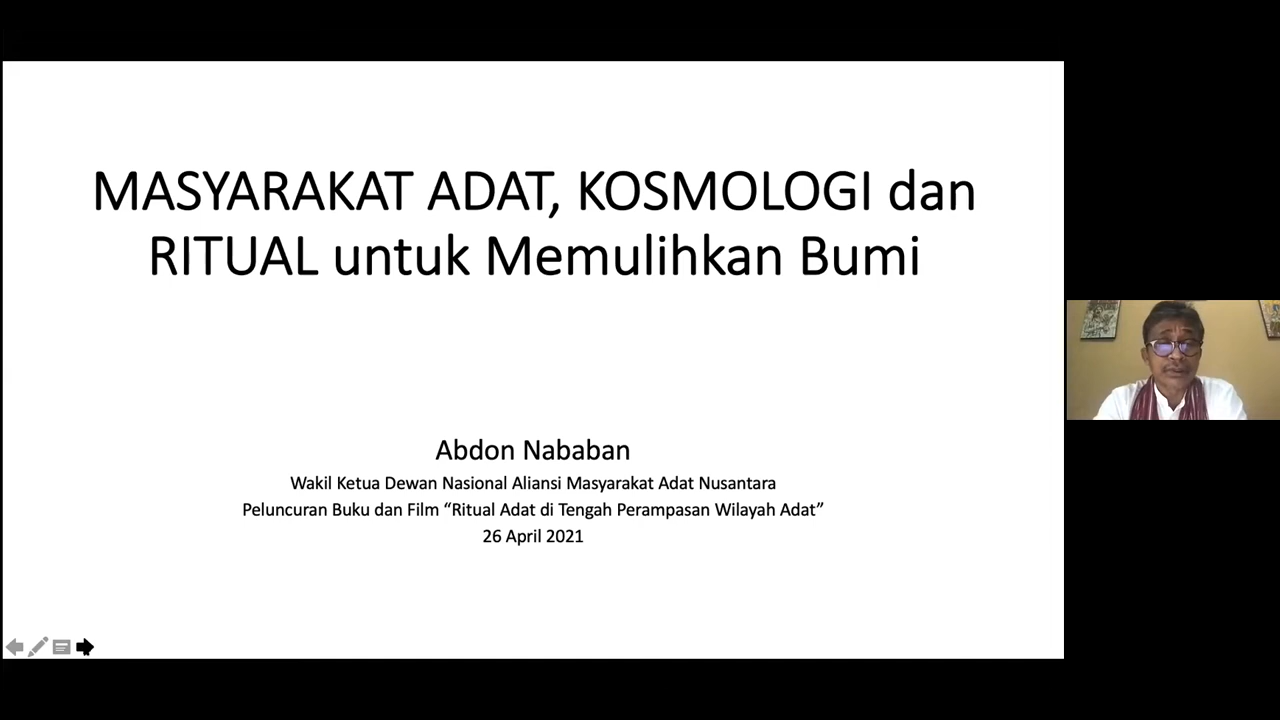 MASYARAKAT ADAT, KOSMOLOGI dan
RITUAL untuk Memulihkan Bumi
Abdon Nababan
Wakil Ketua Dewan Nasional Aliansi Masyarakat Adat Nusantara
Peluncuran Buku dan Film “Ritual Adat di Tengah Perampasan Wilayah Adat”
26 April 2021